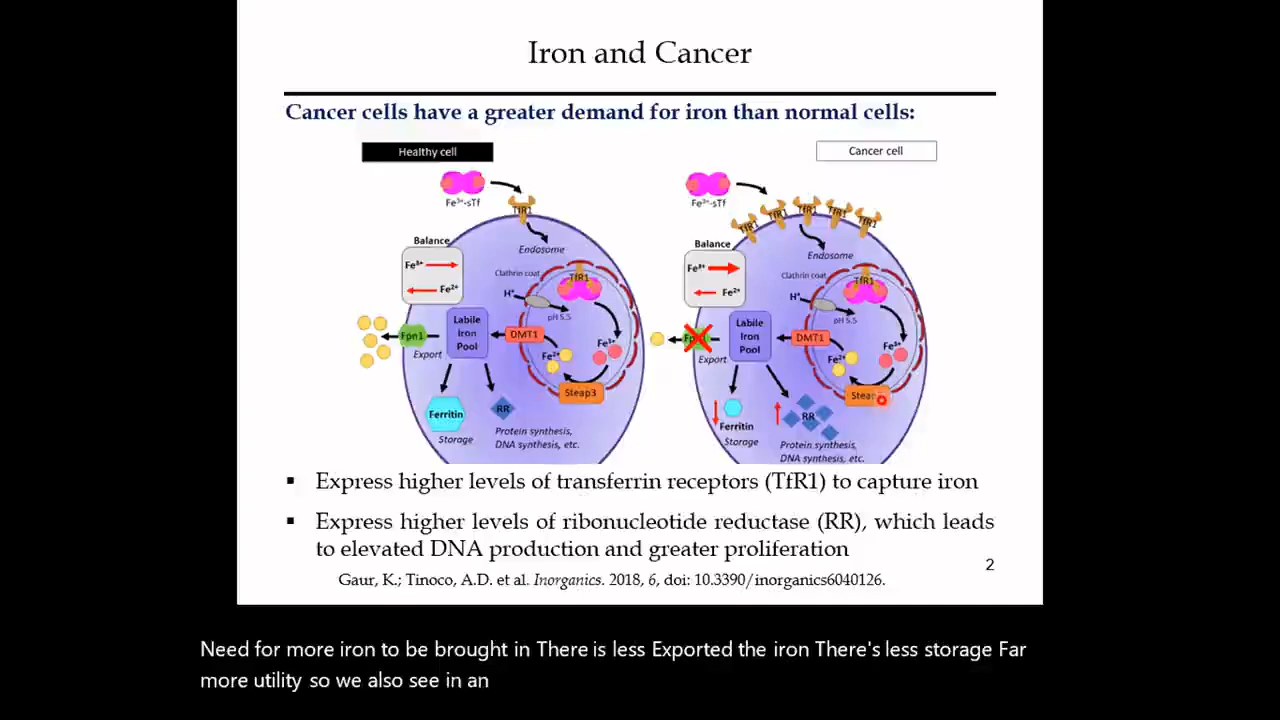 Iron and Cancer
Cancer cells have a greater demand for iron than normal cells:
Healthy cell
Fe³⁺-sTf
TfR1
Balance
Fe³⁺
Fe²⁺
Endosome
Clathrin coat
TfR1
H⁺
pH 5.5
Fpn1
Export
Labile
Iron
Pool
DMT1
Fe²⁺
Fe³⁺
Steap3
Ferritin
Storage
RR
Protein synthesis,
DNA synthesis, etc.
Cancer cell
Fe³⁺-sTf
TfR1 TfR1 TfR1 TfR1 TfR1
Balance
Fe³⁺
Fe²⁺
Endosome
Clathrin coat
TfR1
H⁺
pH 5.5
Export
Labile
Iron
Pool
DMT1
Fe²⁺
Fe³⁺
Ferritin
Storage
RR
Protein synthesis,
DNA synthesis, etc.
▪ Express higher levels of transferrin receptors (TfR1) to capture iron
▪ Express higher levels of ribonucleotide reductase (RR), which leads
to elevated DNA production and greater proliferation
2
Gaur, K.; Tinoco, A.D. et al. Inorganics. 2018, 6, doi: 10.3390/inorganics6040126.
Need for more iron to be brought in There is less Exported the iron There's less storage Far
more utility so we also see in an